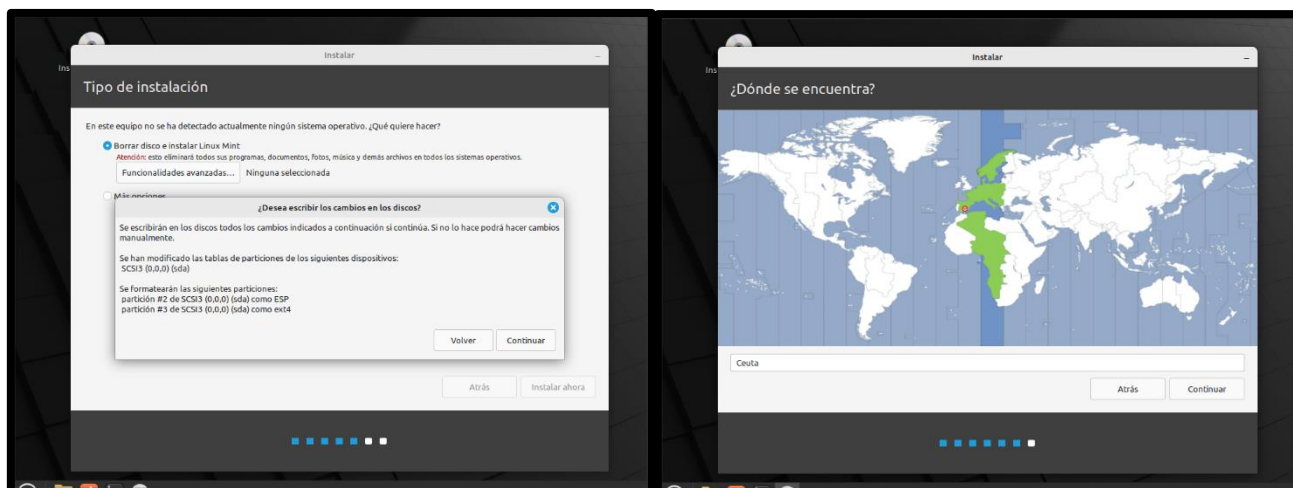 Ins
Instalar
Tipo de instalación
En este equipo no se ha detectado actualmente ningún sistema operativo. ¿Qué quiere hacer?
Borrar disco e instalar Linux Mint
Atención: esto eliminará todos sus programas, documentos, fotos, música y demás archivos en todos los sistemas operativos.
Funcionalidades avanzadas... Ninguna seleccionada
Más opciones
¿Desea escribir los cambios en los discos?
Se escribirán en los discos todos los cambios indicados a continuación si continúa. Si no lo hace podrá hacer cambios
manualmente.
Se han modificado las tablas de particiones de los siguientes dispositivos:
SCSI3 (0,0,0) (sda)
Se formatearán las siguientes particiones:
partición #2 de SCSI3 (0,0,0) (sda) como ESP
partición #3 de SCSI3 (0,0,0) (sda) como ext4
Volver Continuar
Atrás Instalar ahora
Ins
Instalar
¿Dónde se encuentra?
Ceuta
Atrás Continuar